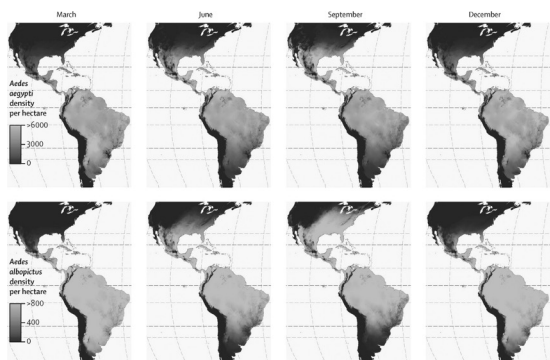 March
June
September
December
Aedes
aegypti
density
per hectare
>6000
3000
0
Aedes
albopictus
density
per hectare
>800
400
0